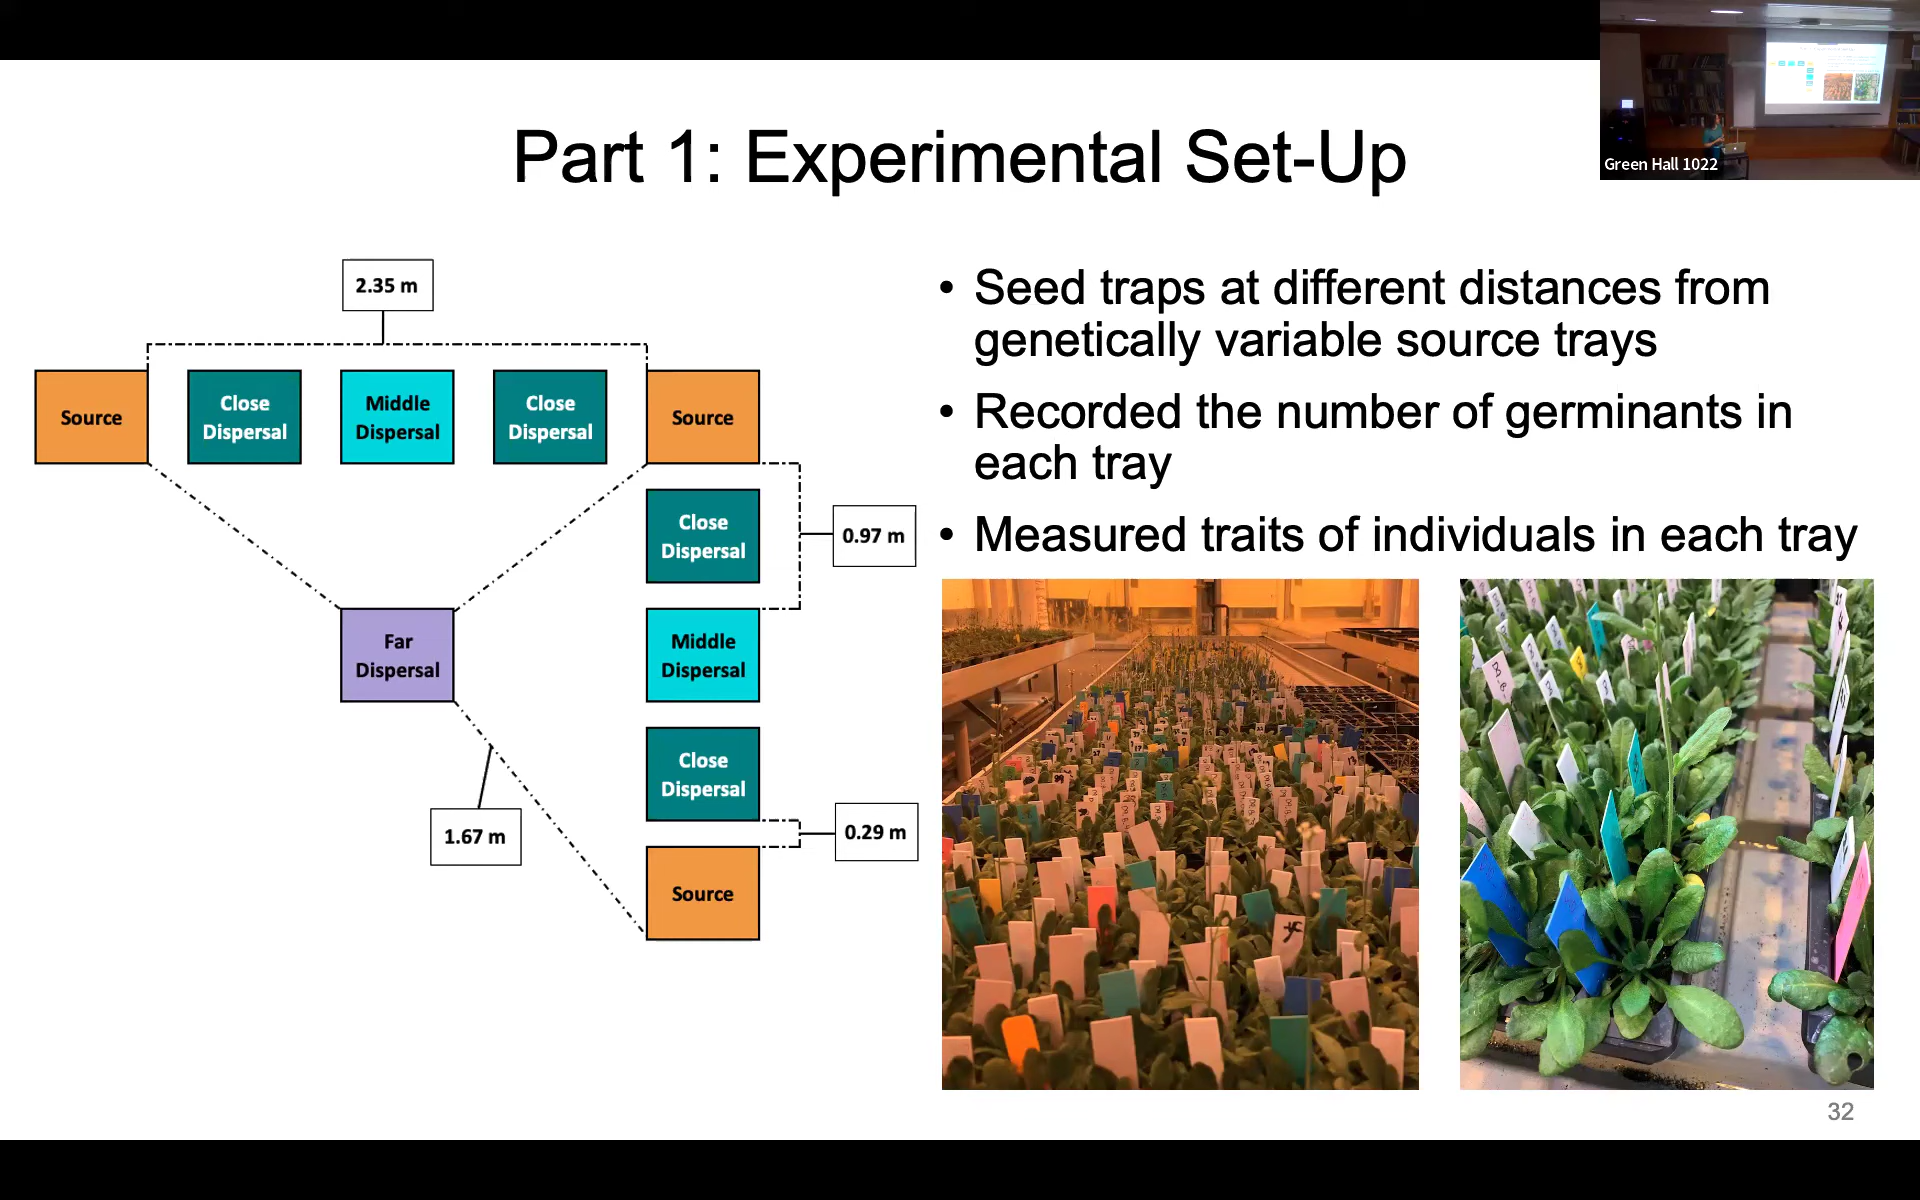 Part 1: Experimental Set-Up
Green Hall 1022
2.35 m
Source
Close
Dispersal
Middle
Dispersal
Close
Dispersal
Source
Close
Dispersal
0.97 m
Far
Dispersal
Middle
Dispersal
Close
Dispersal
1.67 m
0.29 m
Source
• Seed traps at different distances from
genetically variable source trays
• Recorded the number of germinants in
each tray
• Measured traits of individuals in each tray
32